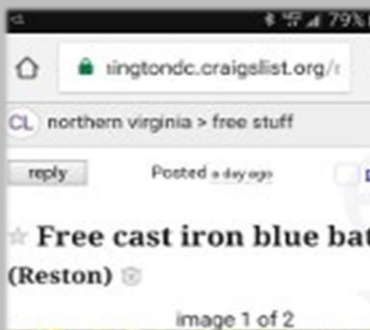 79%
ingtondc.craigslist.org/
CL northern virginia > free stuff
reply Posted a day ago
☆ Free cast iron blue bat
(Reston)
image 1 of 2